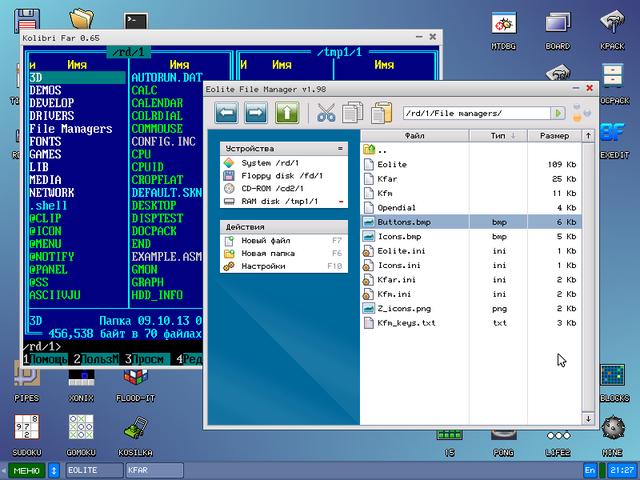 MTDBG
BOARD
KPACK
OCPACK
EXEDIT
Kolibri Far 0.65
/rd/1
/tmp1/1
и Имя Имя
Имя Имя
3D AUTORUN.DAT
DEMOS CALC
DEVELOP CALENDAR
DRIVERS COLRDIAL
File Managers COMMOUSE
FONTS CONFIG.INC
GAMES CPU
LIB CPUID
MEDIA CROPFLAT
NETWORK DEFAULT.SKN
.shell DESKTOP
@CLIP DISPTEST
@ICON DOCPACK
@MENU END
@NOTIFY EXAMPLE.ASM
@PANEL GMON
@SS GRAPH
ASCIIVJU HDD_INFO
3D Папка 09.10.13 0
456,538 байт в 70 файлах
/rd/1>
1Помощь 2ПользМ 3Просм 4Ред
Eolite File Manager v1.98
/rd/1/File managers/
Устройства
System /rd/1
Floppy disk /fd/1
CD-ROM /cd2/1
RAM disk /tmp1/1
Действия
Новый файл F7
Новая папка F6
Настройки F10
Файл Тип Размер
..
Eolite 109 Kb
Kfar 25 Kb
Kfm 11 Kb
Opendial 4 Kb
Buttons.bmp bmp 6 Kb
Icons.bmp bmp 5 Kb
Eolite.ini ini 1 Kb
Icons.ini ini 1 Kb
Kfar.ini ini 2 Kb
Kfm.ini ini 2 Kb
Z_icons.png png 2 Kb
Kfm_keys.txt txt 3 Kb
PIPES
XONIX
FLOOD-IT
BLOCKS
SUDOKU
GOMOKU
KOSILKA
15
PONG
LIFE2
MINE
МЕНЮ
EOLITE
KFAR
En
21:27